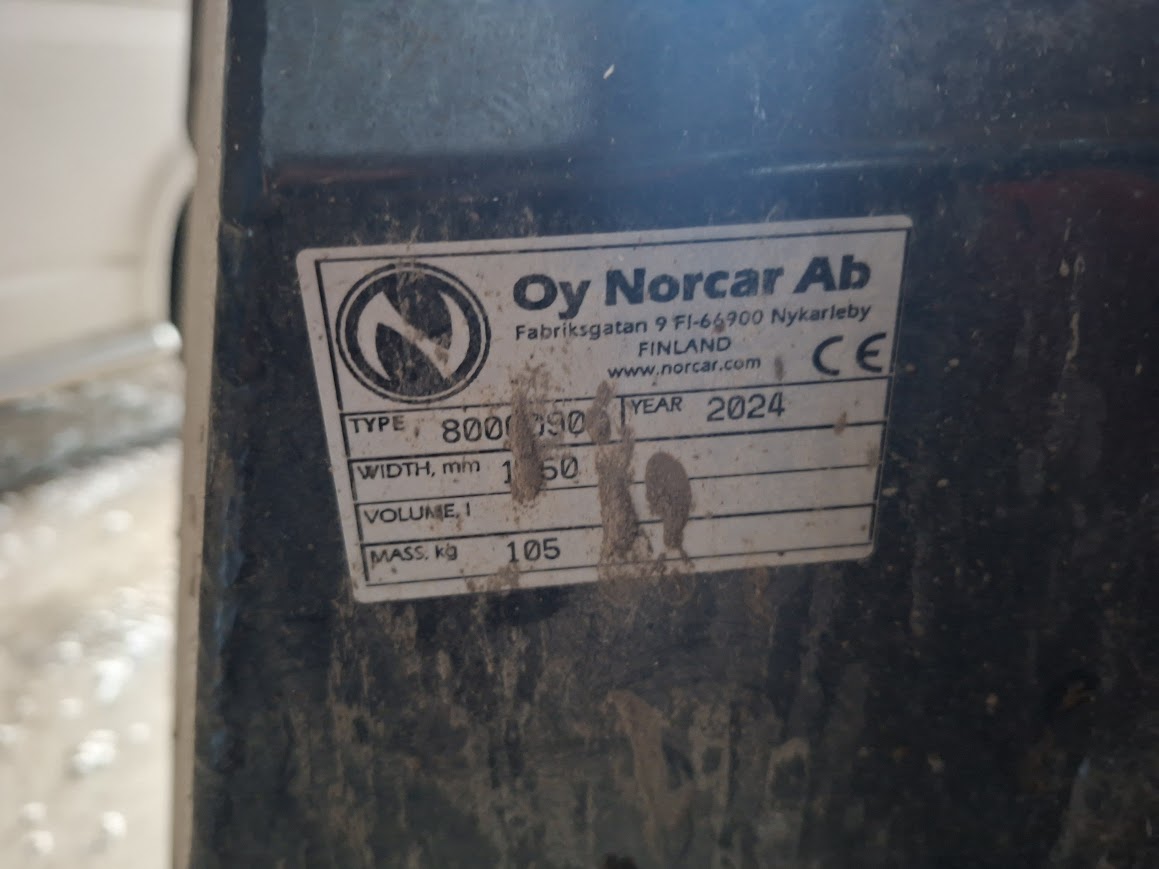 Oy Norcar Ab
Fabriksgatan 9 FI-66900 Nykarleby
FINLAND
www.norcar.com
CE
TYPE
YEAR 2024
WIDTH, mm
VOLUME, l
MASS, kg 105